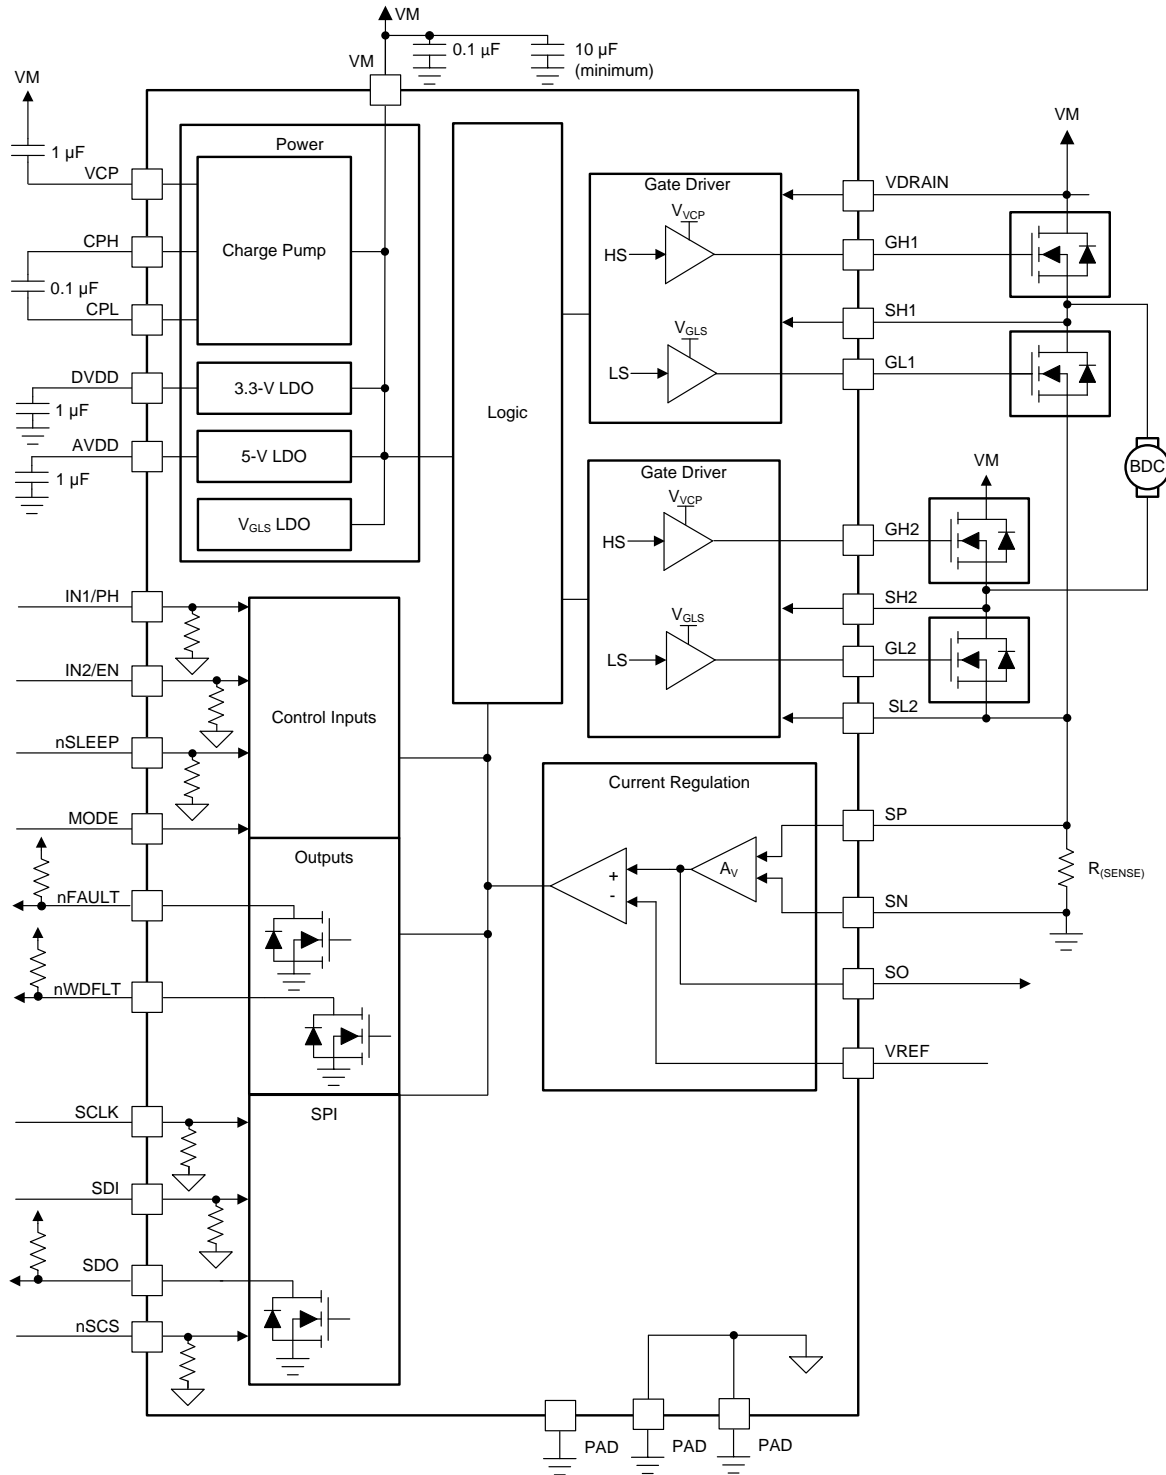 VM
VM
0.1 µF
10 µF
(minimum)
VM
1 µF
VCP
CPH
0.1 µF
CPL
DVDD
1 µF
AVDD
1 µF
Power
Charge Pump
3.3-V LDO
5-V LDO
VGLS LDO
Logic
Gate Driver
VVCP
HS
VGLS
LS
Gate Driver
VVCP
HS
VGLS
LS
VM
VDRAIN
GH1
SH1
GL1
BDC
VM
GH2
SH2
GL2
SL2
IN1/PH
IN2/EN
nSLEEP
MODE
Control Inputs
nFAULT
nWDFLT
Outputs
SCLK
SDI
SDO
nSCS
SPI
Current Regulation
+
-
AV
SP
SN
R(SENSE)
SO
VREF
PAD
PAD
PAD